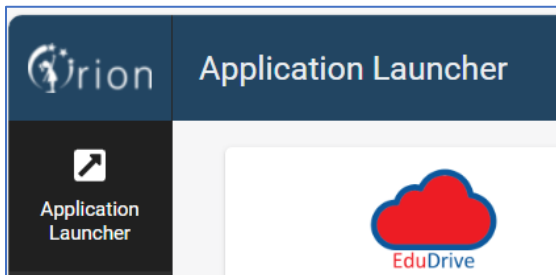 Orion
Application Launcher
Application
Launcher
EduDrive